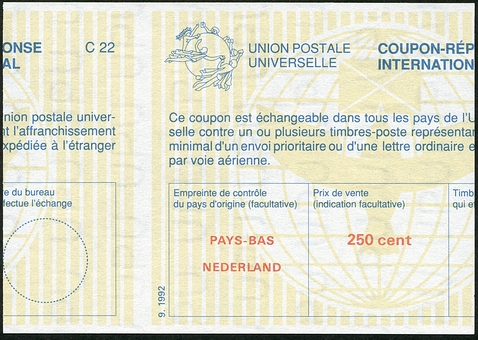 ONSE
AL
C 22
nion postale univer-
nt l'affranchissement
xpédiée à l'étranger
re du bureau
fectue l'échange
UNION POSTALE
UNIVERSELLE
COUPON-RÉP
INTERNATION
Ce coupon est échangeable dans tous les pays de l'U
selle contre un ou plusieurs timbres-poste représentan
minimal d'un envoi prioritaire ou d'une lettre ordinaire e
par voie aérienne.
Empreinte de contrôle
du pays d'origine (facultative)
PAYS-BAS
NEDERLAND
Prix de vente
(indication facultative)
250 cent
Timb
qui et
9. 1992